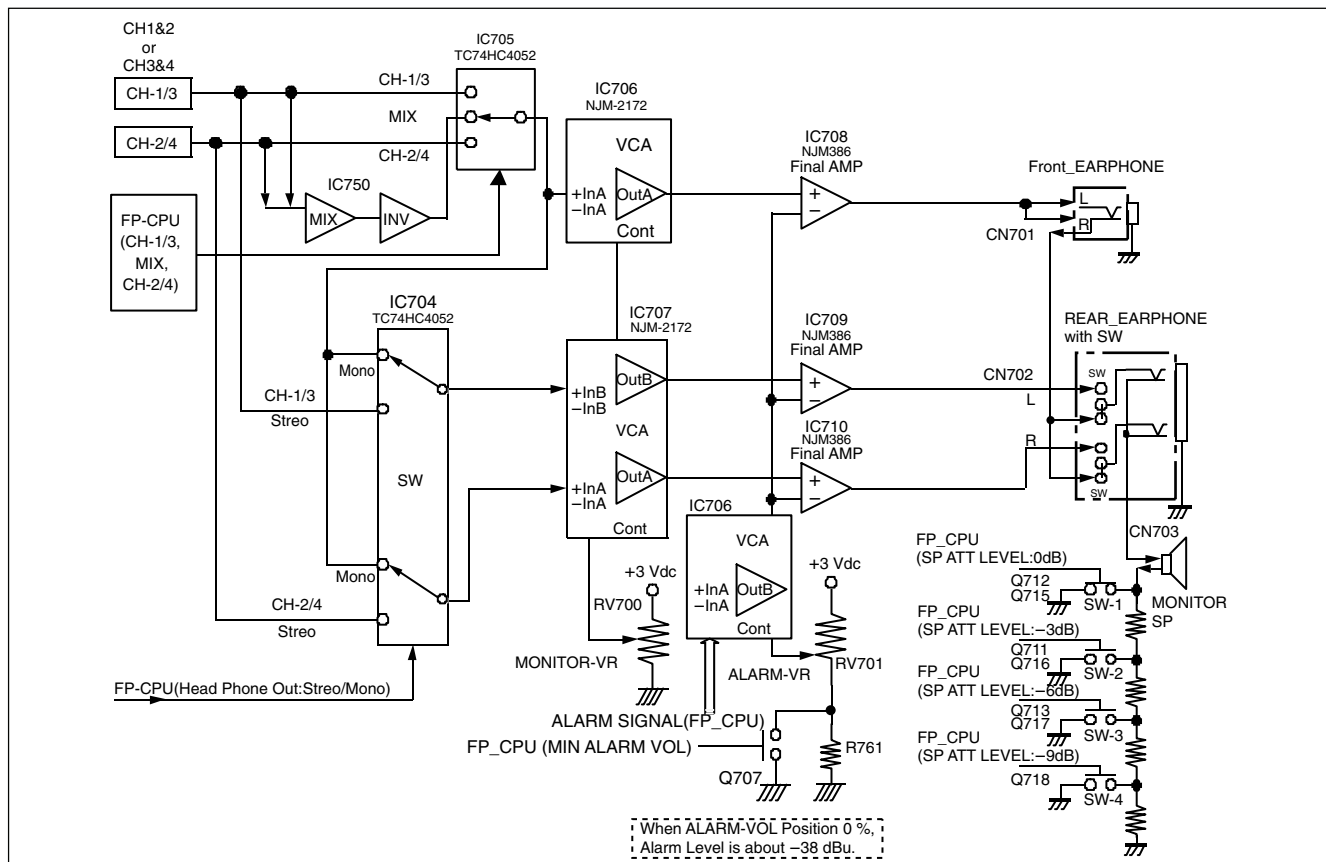 CH1&2
or
CH3&4
CH-1/3
CH-2/4
FP-CPU
(CH-1/3,
MIX,
CH-2/4)
IC750
MIX
INV
CH-1/3
MIX
CH-2/4
IC705
TC74HC4052
IC706
NJM-2172
VCA
+InA
−InA
OutA
Cont
IC708
NJM386
Final AMP
+
−
Front_EARPHONE
L
R
CN701
IC704
TC74HC4052
Mono
CH-1/3
Streo
SW
Mono
CH-2/4
Streo
FP-CPU(Head Phone Out:Streo/Mono)
IC707
NJM-2172
OutB
+InB
−InB
VCA
OutA
+InA
−InA
Cont
IC709
NJM386
Final AMP
+
−
IC710
NJM386
Final AMP
+
−
CN702
L
R
REAR_EARPHONE
with SW
SW
SW
IC706
VCA
+InA
−InA
OutB
Cont
+3 Vdc
RV700
MONITOR-VR
+3 Vdc
RV701
ALARM-VR
ALARM SIGNAL(FP_CPU)
FP_CPU (MIN ALARM VOL)
Q707
R761
When ALARM-VOL Position 0 %,
Alarm Level is about −38 dBu.
CN703
MONITOR
SP
FP_CPU
(SP ATT LEVEL:0dB)
Q712
Q715
SW-1
FP_CPU
(SP ATT LEVEL:−3dB)
Q711
Q716
SW-2
FP_CPU
(SP ATT LEVEL:−6dB)
Q713
Q717
SW-3
FP_CPU
(SP ATT LEVEL:−9dB)
Q718
SW-4